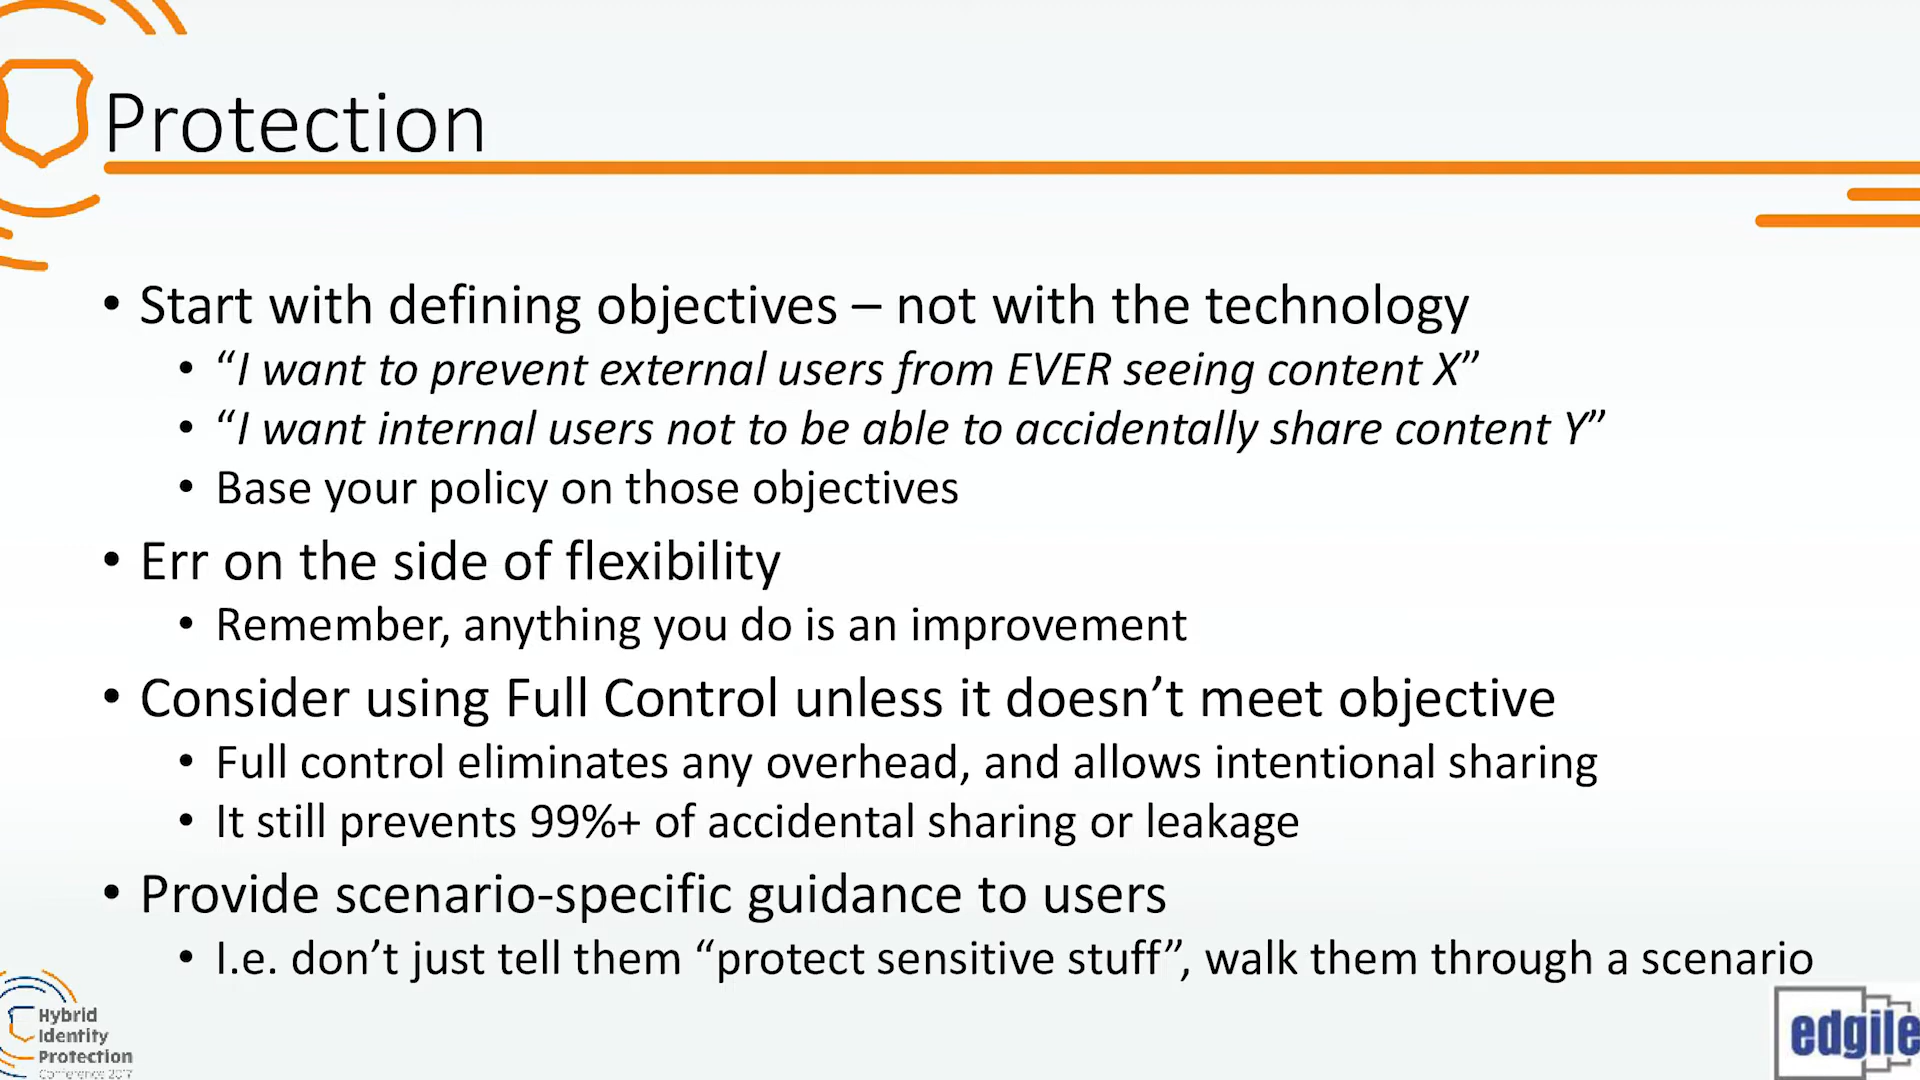 Protection
• Start with defining objectives – not with the technology
• “I want to prevent external users from EVER seeing content X”
• “I want internal users not to be able to accidentally share content Y”
• Base your policy on those objectives
• Err on the side of flexibility
• Remember, anything you do is an improvement
• Consider using Full Control unless it doesn’t meet objective
• Full control eliminates any overhead, and allows intentional sharing
• It still prevents 99%+ of accidental sharing or leakage
• Provide scenario-specific guidance to users
• I.e. don’t just tell them “protect sensitive stuff”, walk them through a scenario
Hybrid
Identity
Protection
Conference 2017
edgile